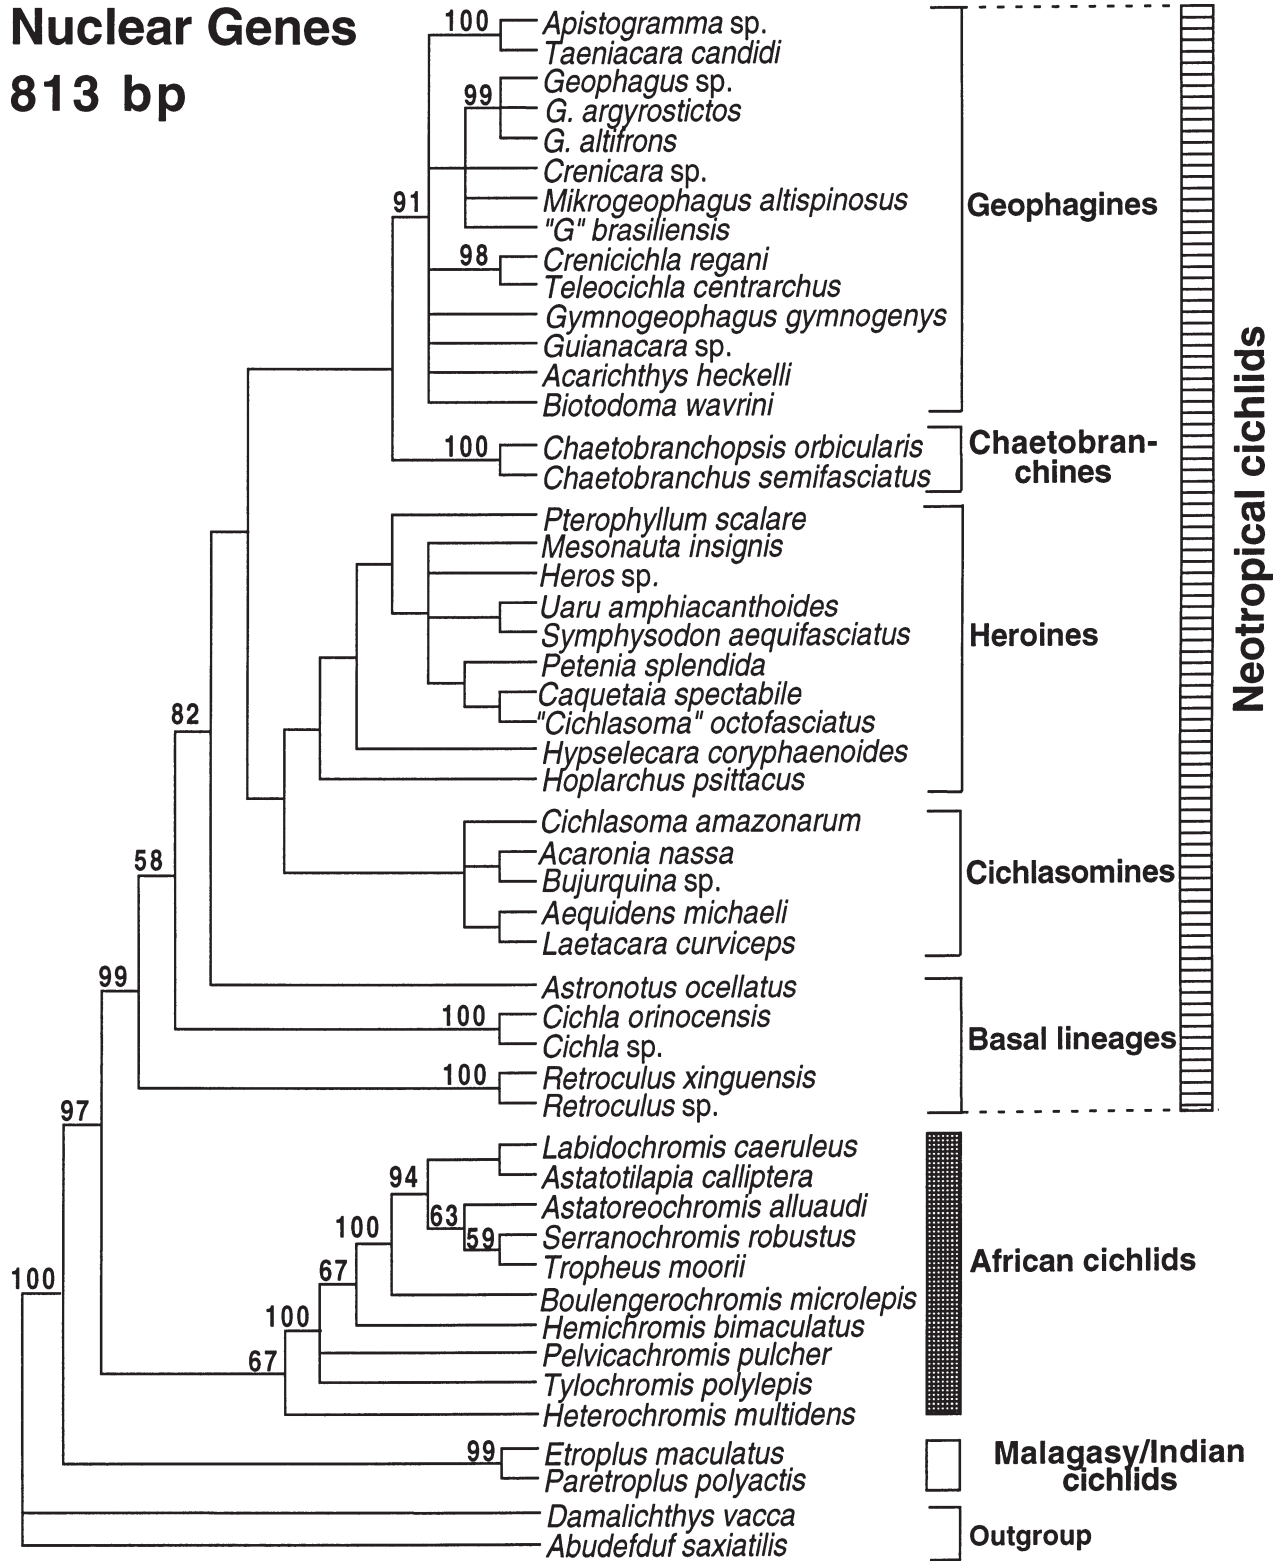 Nuclear Genes
813 bp
100
Apistogramma sp.
Taeniacara candidi
Geophagus sp.
99
G. argyrostictos
G. altifrons
Crenicara sp.
Mikrogeophagus altispinosus
91
Geophagines
"G" brasiliensis
98
Crenicichla regani
Teleocichla centrarchus
Gymnogeophagus gymnogenys
Guianacara sp.
Acarichthys heckelli
Biotodoma wavrini
100
Chaetobranchopsis orbicularis
Chaetobranchus semifasciatus
Chaetobran-
chines
Neotropical cichlids
Pterophyllum scalare
Mesonauta insignis
Heros sp.
Uaru amphiacanthoides
Symphysodon aequifasciatus
Heroines
Petenia splendida
Caquetaia spectabile
82
"Cichlasoma" octofasciatus
Hypselecara coryphaenoides
Hoplarchus psittacus
Cichlasoma amazonarum
58
Acaronia nassa
Bujurquina sp.
Cichlasomines
Aequidens michaeli
Laetacara curviceps
99
Astronotus ocellatus
100
Cichla orinocensis
Cichla sp.
Basal lineages
100
Retroculus xinguensis
Retroculus sp.
97
Labidochromis caeruleus
94
Astatotilapia calliptera
Astatoreochromis alluaudi
63
100
59
Serranochromis robustus
Tropheus moorii
African cichlids
67
100
Boulengerochromis microlepis
100
Hemichromis bimaculatus
Pelvicachromis pulcher
67
Tylochromis polylepis
Heterochromis multidens
99
Etroplus maculatus
Paretroplus polyactis
Malagasy/Indian
cichlids
Damalichthys vacca
Abudefduf saxiatilis
Outgroup